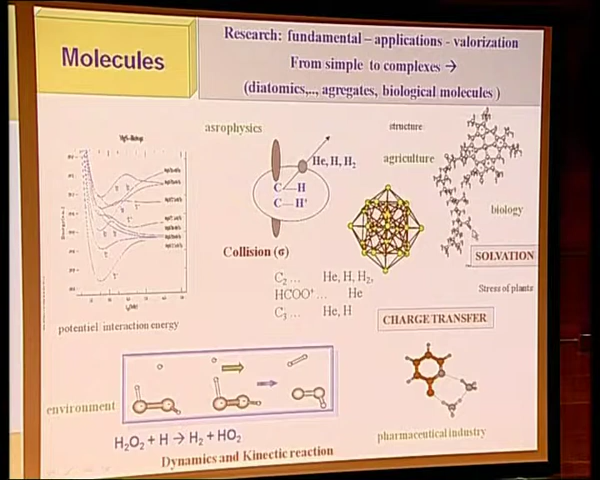 Molecules
Research: fundamental – applications - valorization
From simple to complexes →
(diatomics,.., agregates, biological molecules )
asrophysics
structure
He, H, H₂
agriculture
C — H
C — H⁺
biology
Collision (σ)
SOLVATION
C₂ ... He, H, H₂,
HCOO⁺ ... He
C₃ ... He, H
Stress of plants
CHARGE TRANSFER
potentiel interaction energy
environment
H₂O₂ + H → H₂ + HO₂
pharmaceutical industry
Dynamics and Kinectic reaction